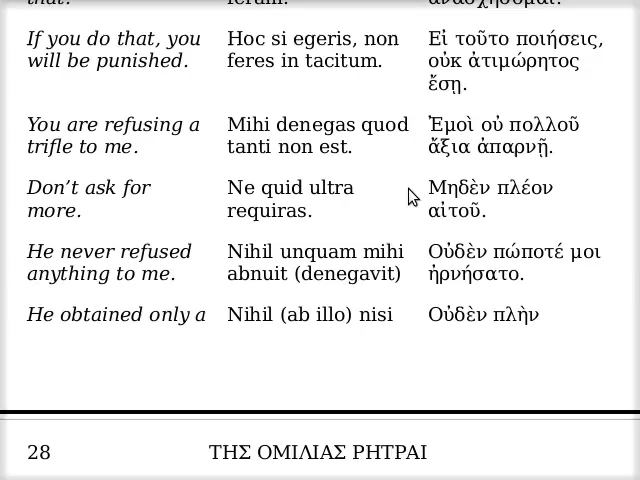 that. feram. ἀνασχήσομαι.
If you do that, you Hoc si egeris, non Εἰ τοῦτο ποιήσεις,
will be punished. feres in tacitum. οὐκ ἀτιμώρητος
ἔσῃ.
You are refusing a Mihi denegas quod Ἐμοὶ οὐ πολλοῦ
trifle to me. tanti non est. ἄξια ἀπαρνῇ.
Don’t ask for Ne quid ultra Μηδὲν πλέον
more. requiras. αἰτοῦ.
He never refused Nihil unquam mihi Οὐδὲν πώποτέ μοι
anything to me. abnuit (denegavit) ἠρνήσατο.
He obtained only a Nihil (ab illo) nisi Οὐδὲν πλὴν
28 ΤΗΣ ΟΜΙΛΙΑΣ ΡΗΤΡΑΙ